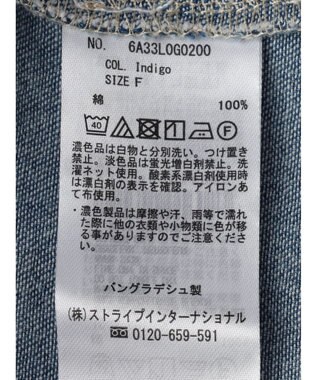 NO. 6A33L0G0200
COL. Indigo
SIZE F
綿 100%
40
F
濃色品は白物と分別洗い。つけ置き
禁止。淡色品は蛍光増白剤禁止。洗
濯ネット使用。酸素系漂白剤使用時
は漂白剤の表示を確認。アイロンあ
て布使用。
・濃色製品は摩擦や汗、雨等で濡れ
た際に他の衣類や小物類に色が移
る事がありますのでご注意くださ
い。
バングラデシュ製
(株)ストライプインターナショナル
0120-659-591